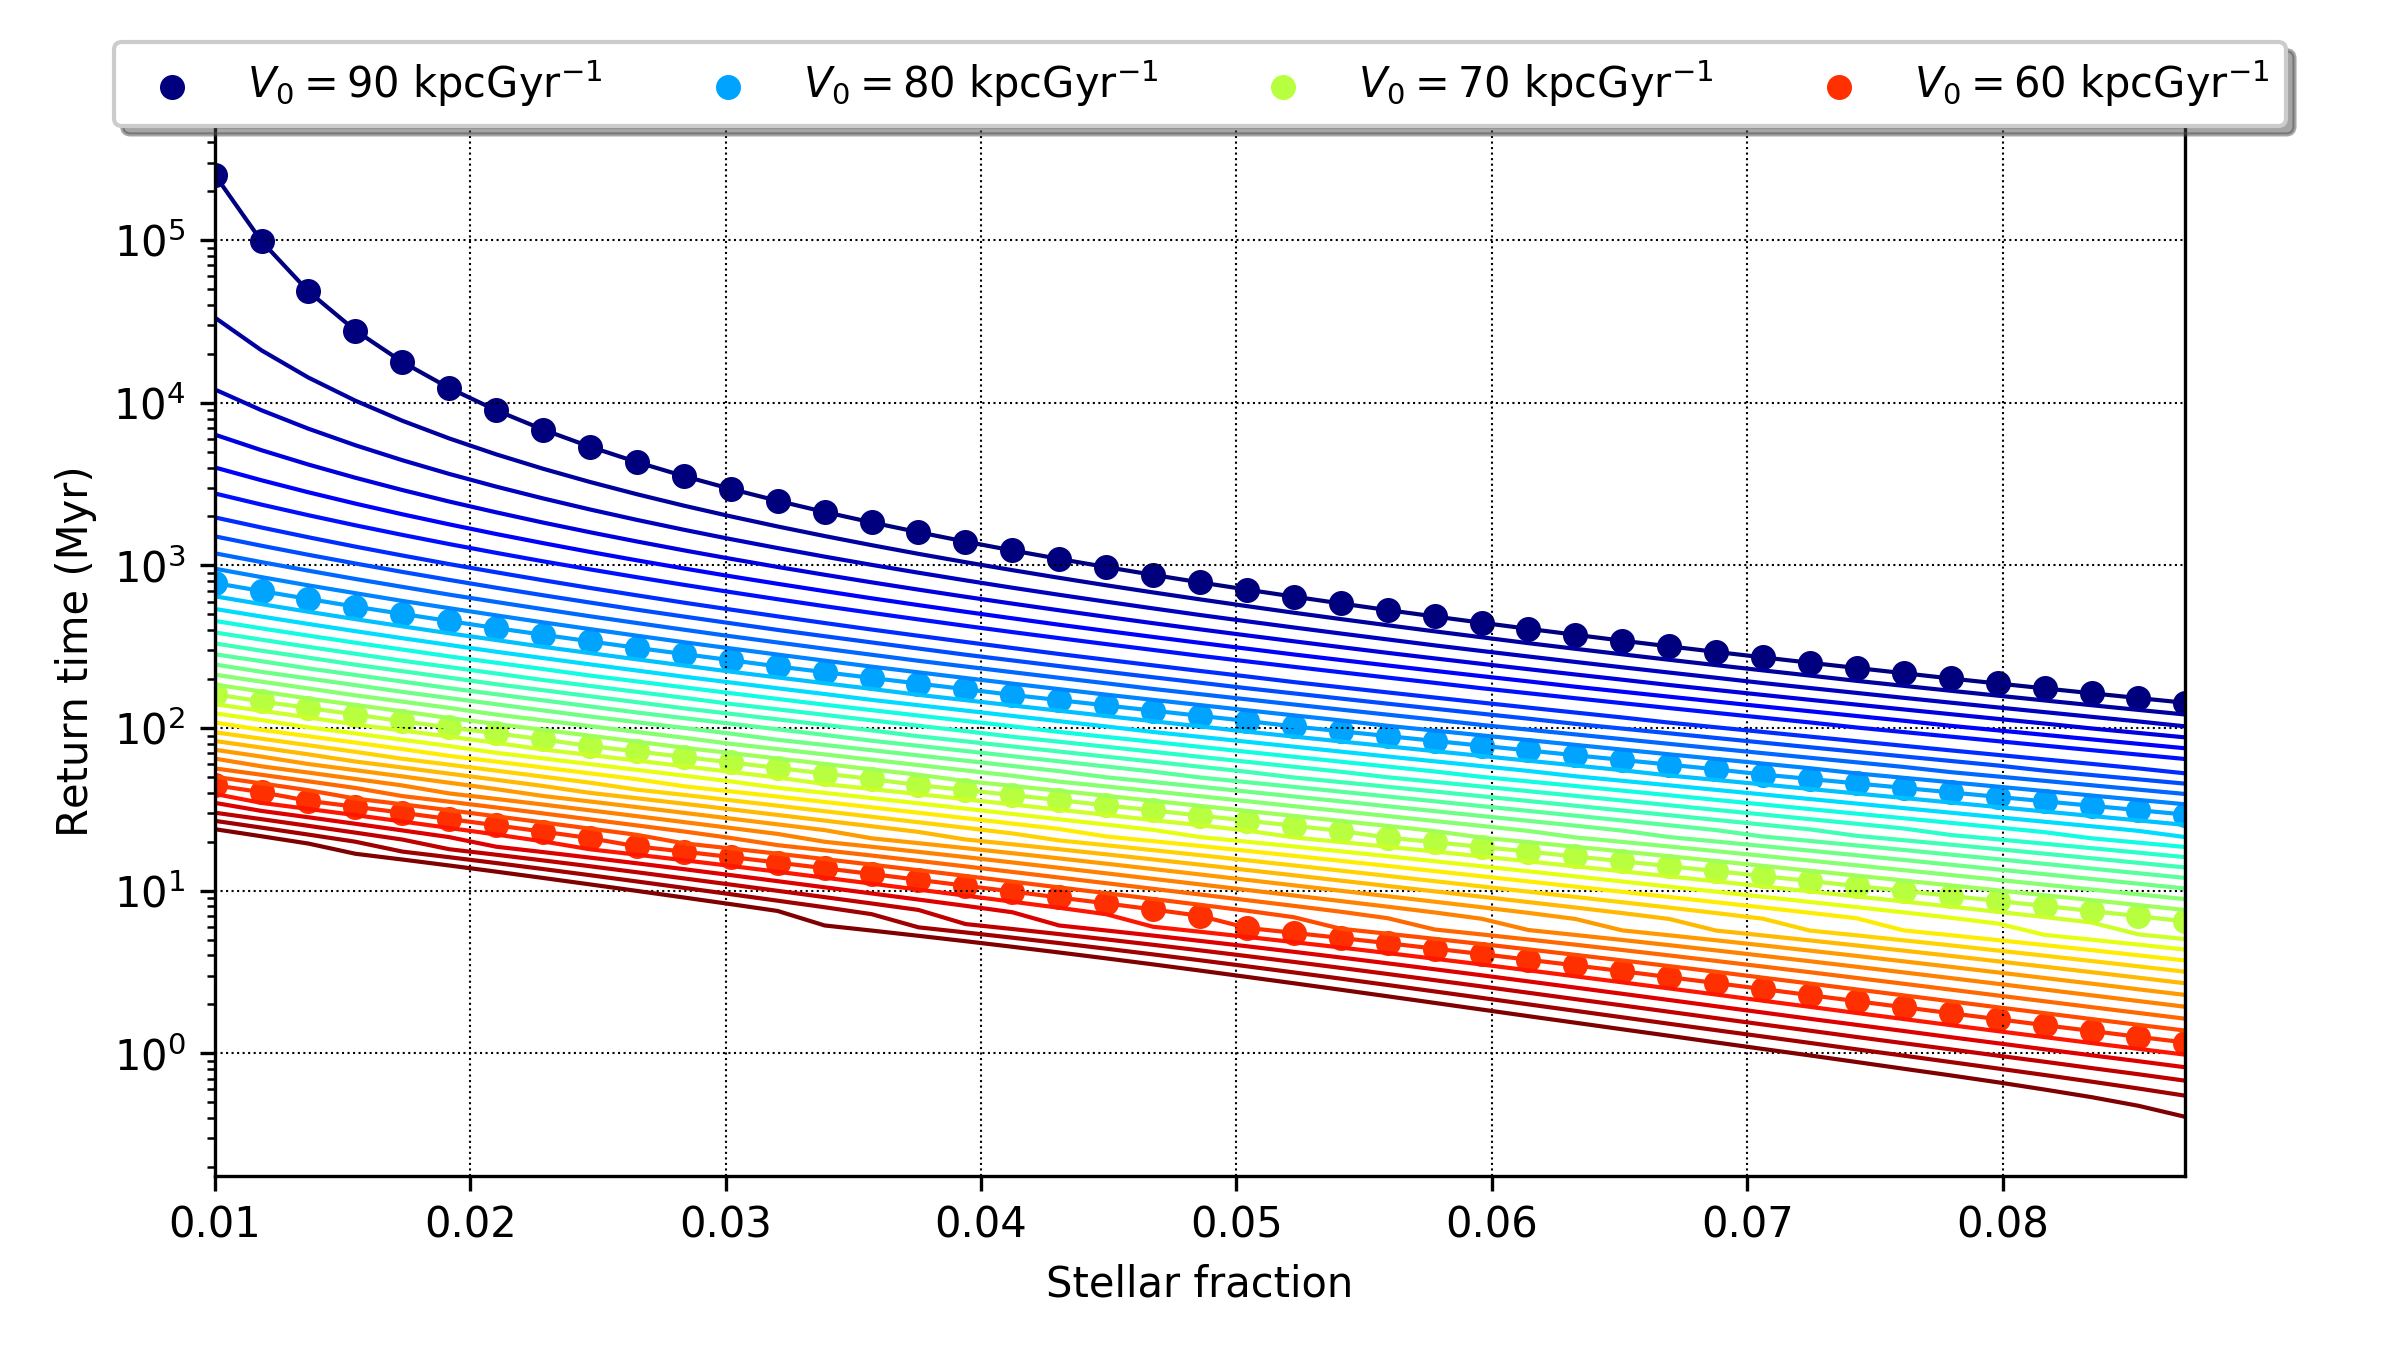 V₀ = 90 kpcGyr⁻¹ V₀ = 80 kpcGyr⁻¹ V₀ = 70 kpcGyr⁻¹ V₀ = 60 kpcGyr⁻¹
10⁵
10⁴
10³
10²
10¹
10⁰
Return time (Myr)
0.01 0.02 0.03 0.04 0.05 0.06 0.07 0.08
Stellar fraction